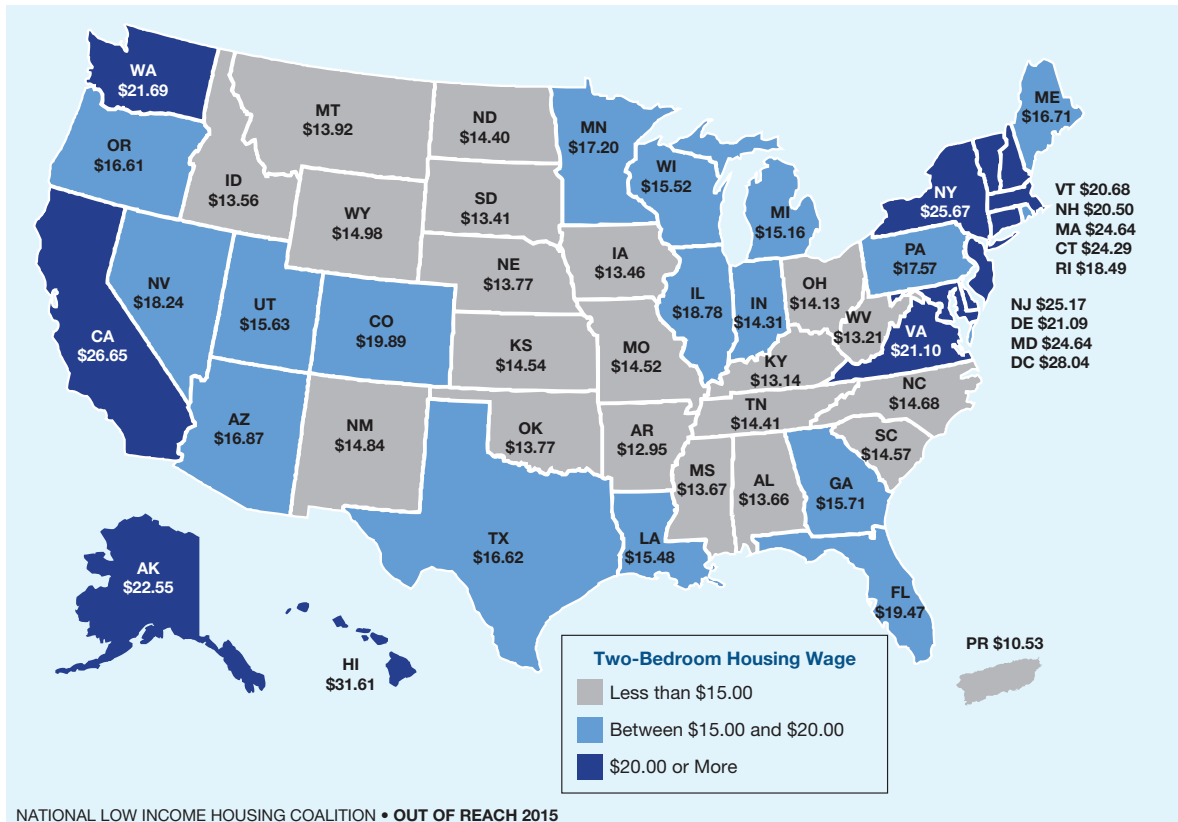 WA
$21.69
OR
$16.61
CA
$26.65
ID
$13.56
NV
$18.24
MT
$13.92
WY
$14.98
UT
$15.63
AZ
$16.87
CO
$19.89
NM
$14.84
ND
$14.40
SD
$13.41
NE
$13.77
KS
$14.54
OK
$13.77
TX
$16.62
MN
$17.20
IA
$13.46
MO
$14.52
AR
$12.95
LA
$15.48
WI
$15.52
IL
$18.78
MI
$15.16
IN
$14.31
OH
$14.13
WV
$13.21
KY
$13.14
TN
$14.41
MS
$13.67
AL
$13.66
GA
$15.71
FL
$19.47
SC
$14.57
NC
$14.68
VA
$21.10
PA
$17.57
NY
$25.67
ME
$16.71
VT $20.68
NH $20.50
MA $24.64
CT $24.29
RI $18.49
NJ $25.17
DE $21.09
MD $24.64
DC $28.04
AK
$22.55
HI
$31.61
PR $10.53
Two-Bedroom Housing Wage
Less than $15.00
Between $15.00 and $20.00
$20.00 or More
NATIONAL LOW INCOME HOUSING COALITION • OUT OF REACH 2015